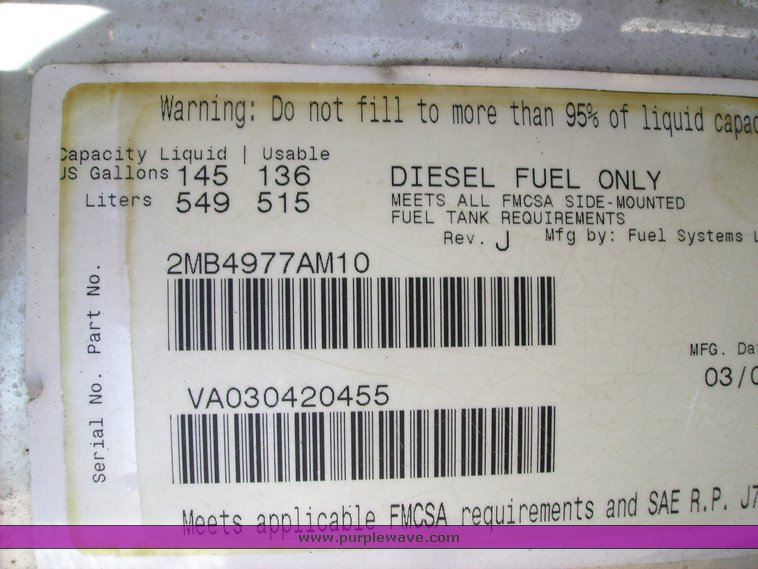 Warning: Do not fill to more than 95% of liquid
Capacity Liquid | Usable
US Gallons 145 136
Liters 549 515
DIESEL FUEL ONLY
MEETS ALL FMCSA SIDE-MOUNTED
FUEL TANK REQUIREMENTS
Rev. J Mfg by: Fuel Systems
Part No.
2MB4977AM10
MFG.
03/
Serial No.
VA030420455
Meets applicable FMCSA requirements and SAE R.P.
www.purplewave.com